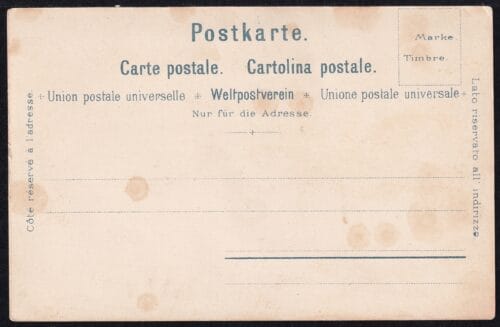 Postkarte.
Marke
Timbre.
Carte postale. Cartolina postale.
+ Union postale universelle + Weltpostverein + Unione postale universale +
Nur für die Adresse.
Côté réservé à l'adresse.
Lato riservato all' indirizzo